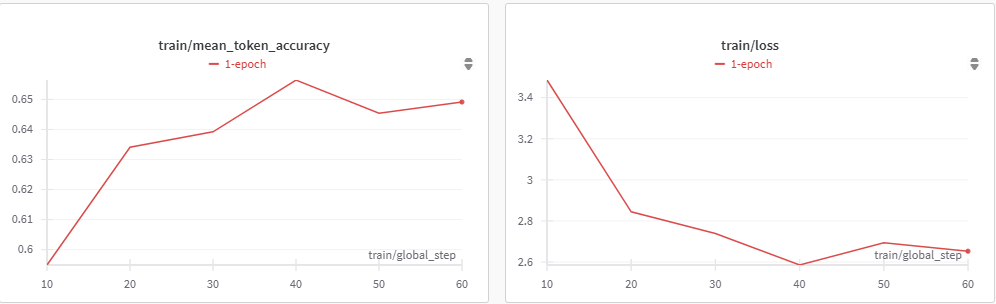 train/mean_token_accuracy
1-epoch
0.65
0.64
0.63
0.62
0.61
0.6
train/global_step
10 20 30 40 50 60
train/loss
1-epoch
3.4
3.2
3
2.8
2.6
train/global_step
10 20 30 40 50 60